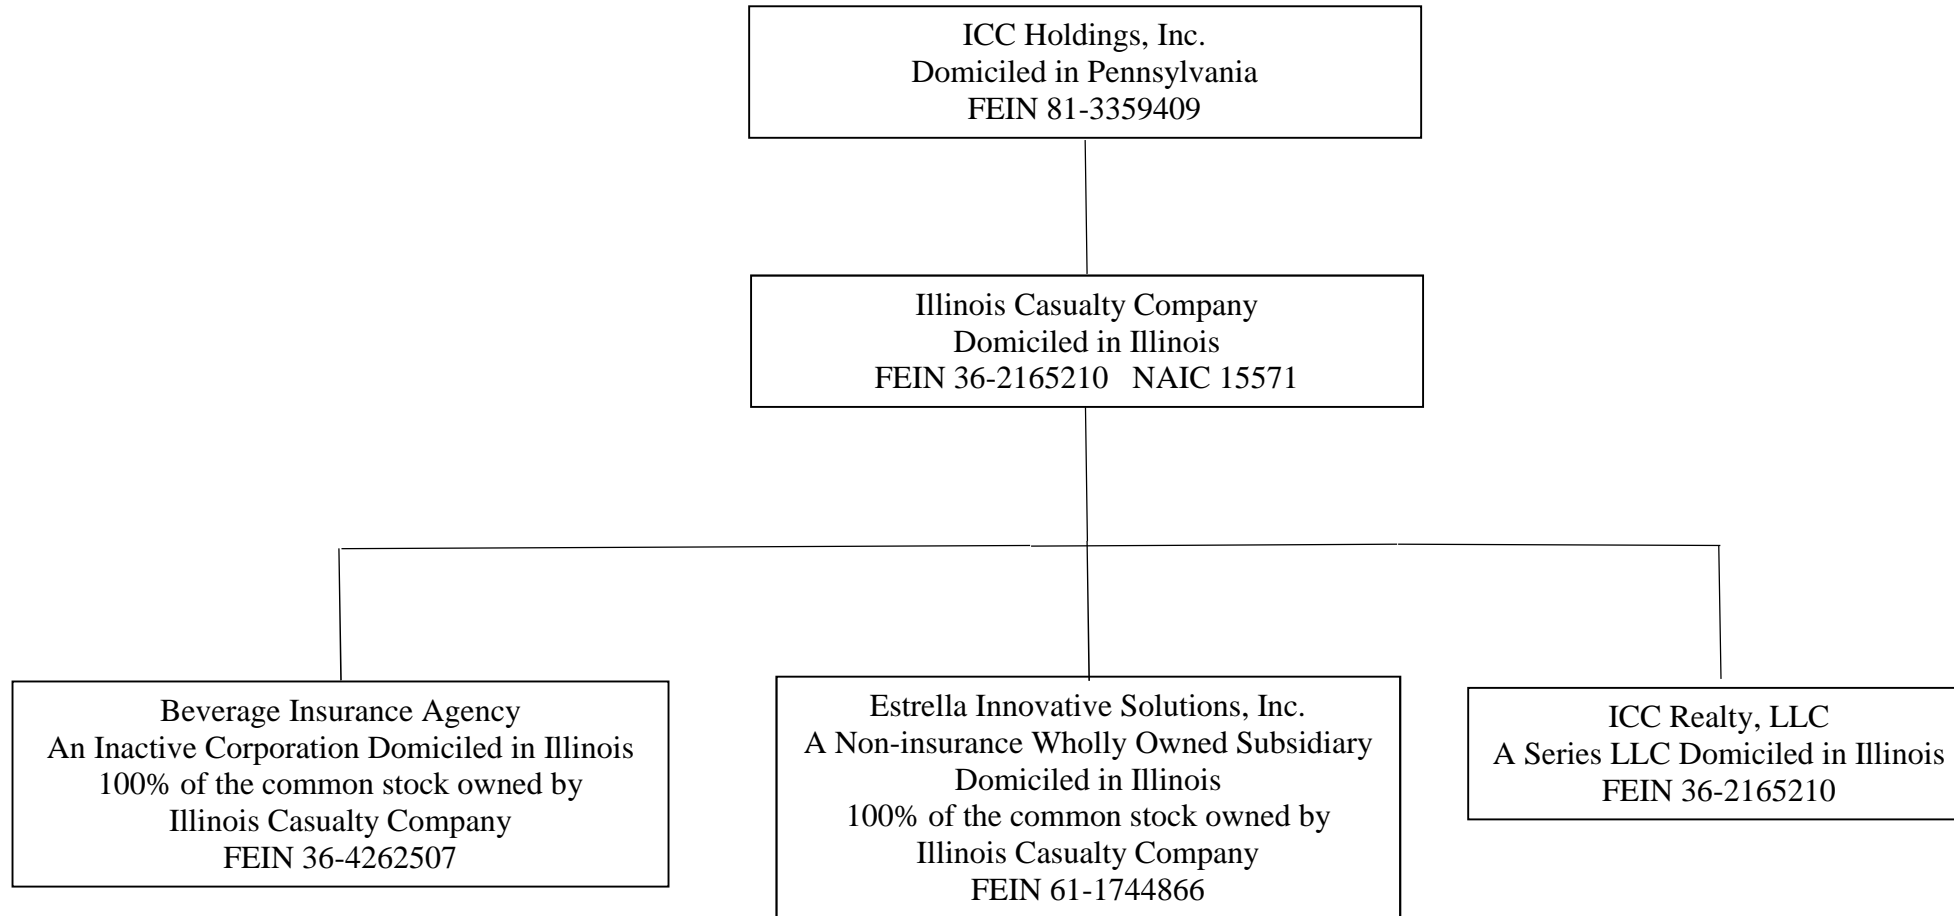 ICC Holdings, Inc.
Domiciled in Pennsylvania
FEIN 81-3359409
Illinois Casualty Company
Domiciled in Illinois
FEIN 36-2165210   NAIC 15571
Beverage Insurance Agency
An Inactive Corporation Domiciled in Illinois
100% of the common stock owned by
Illinois Casualty Company
FEIN 36-4262507
Estrella Innovative Solutions, Inc.
A Non-insurance Wholly Owned Subsidiary
Domiciled in Illinois
100% of the common stock owned by
Illinois Casualty Company
FEIN 61-1744866
ICC Realty, LLC
A Series LLC Domiciled in Illinois
FEIN 36-2165210